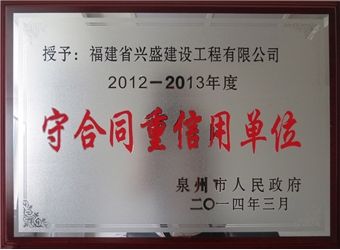 授予：福建省兴盛建设工程有限公司
2012-2013年度
守合同重信用单位
泉州市人民政府
二〇一四年三月